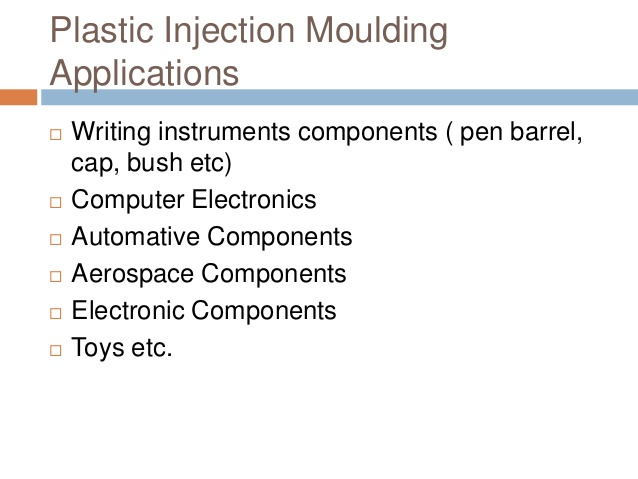 Plastic Injection Moulding
Applications
Writing instruments components ( pen barrel,
cap, bush etc)
Computer Electronics
Automative Components
Aerospace Components
Electronic Components
Toys etc.